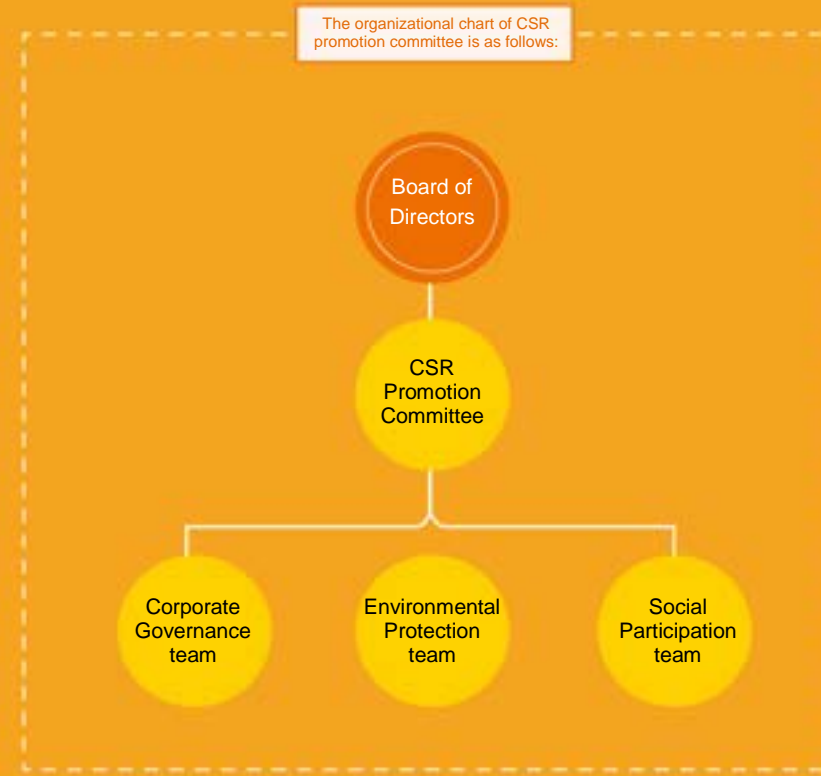 The organizational chart of CSR
promotion committee is as follows:
Board of
Directors
CSR
Promotion
Committee
Corporate
Governance
team
Environmental
Protection
team
Social
Participation
team